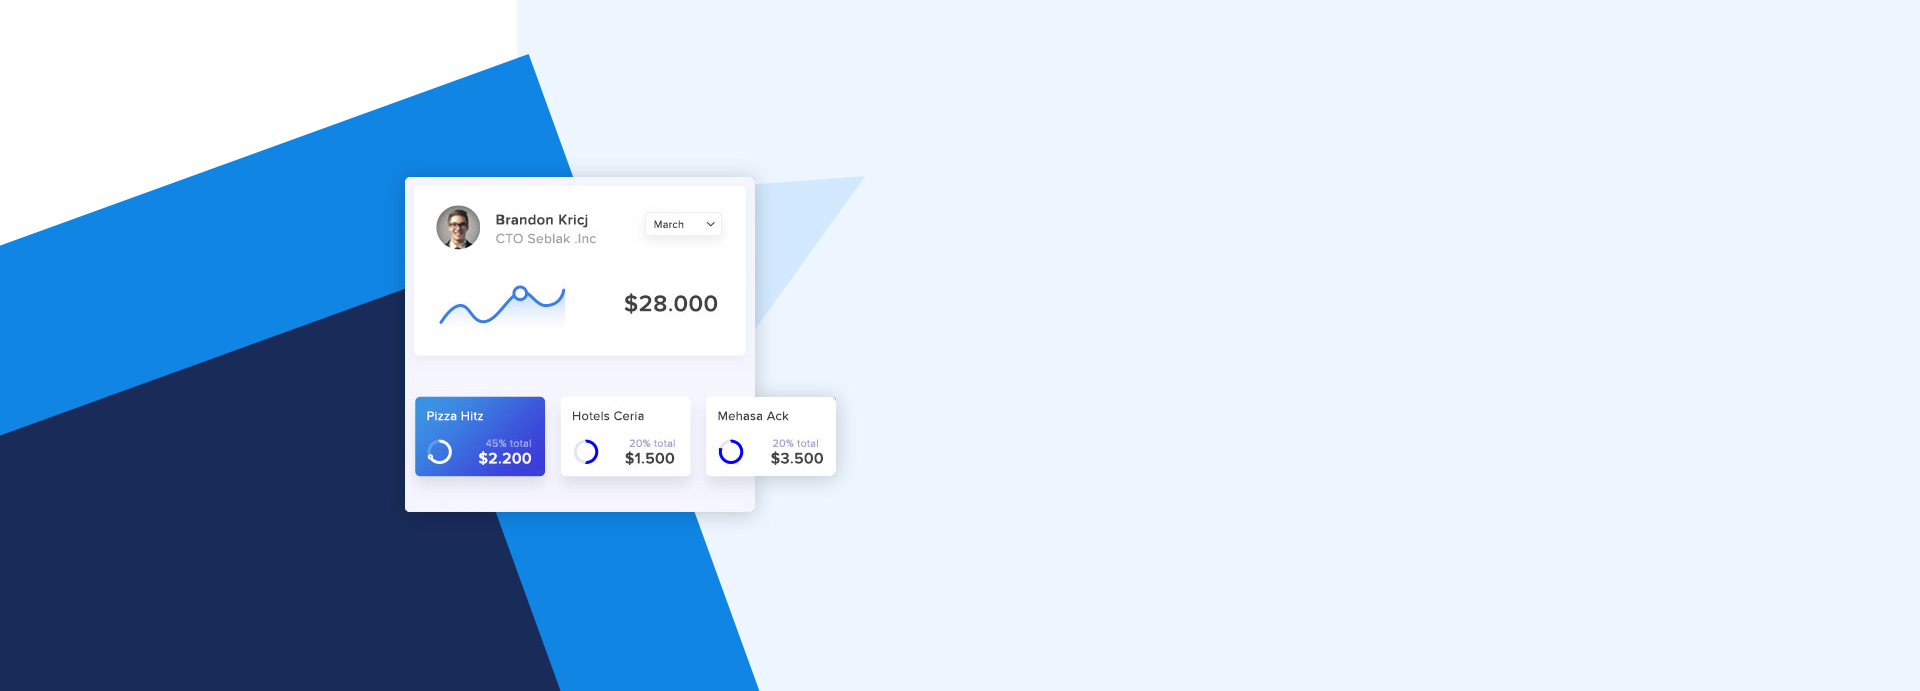 Brandon Kricj
CTO Seblak .Inc
March
$28.000
Pizza Hitz
45% total
$2.200
Hotels Ceria
20% total
$1.500
Mehasa Ack
20% total
$3.500